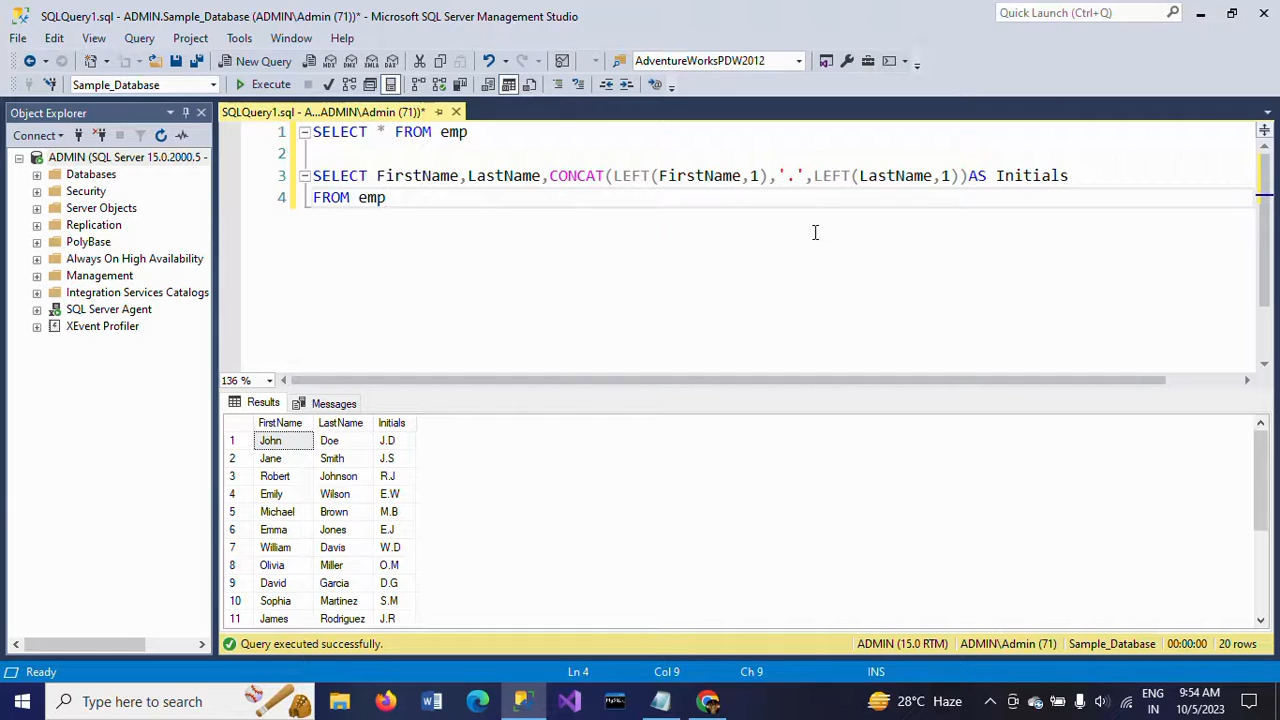 SQLQuery1.sql - ADMIN.Sample_Database (ADMIN\Admin (71))* - Microsoft SQL Server Management Studio
Quick Launch (Ctrl+Q)
File Edit View Query Project Tools Window Help
New Query
AdventureWorksPDW2012
Sample_Database
Execute
Object Explorer
SQLQuery1.sql - A...ADMIN\Admin (71))*
Connect
ADMIN (SQL Server 15.0.2000.5 -
Databases
Security
Server Objects
Replication
PolyBase
Always On High Availability
Management
Integration Services Catalogs
SQL Server Agent
XEvent Profiler
1 SELECT * FROM emp
2
3 SELECT FirstName,LastName,CONCAT(LEFT(FirstName,1),'.',LEFT(LastName,1))AS Initials
4 FROM emp
136 %
Results Messages
FirstName LastName Initials
1 John Doe J.D
2 Jane Smith J.S
3 Robert Johnson R.J
4 Emily Wilson E.W
5 Michael Brown M.B
6 Emma Jones E.J
7 William Davis W.D
8 Olivia Miller O.M
9 David Garcia D.G
10 Sophia Martinez S.M
11 James Rodriguez J.R
Query executed successfully. ADMIN (15.0 RTM) ADMIN\Admin (71) Sample_Database 00:00:00 20 rows
Ready Ln 4 Col 9 Ch 9 INS
Type here to search
28°C Haze
ENG
IN
9:54 AM
10/5/2023